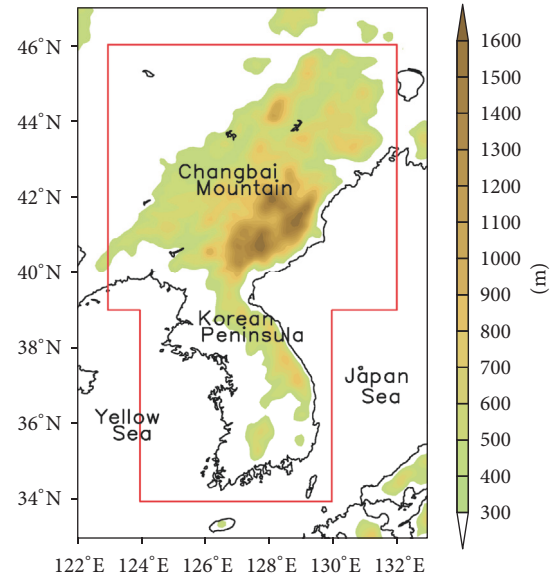 46°N
44°N
42°N
40°N
38°N
36°N
34°N
122°E 124°E 126°E 128°E 130°E 132°E
Changbai
Mountain
Korean
Peninsula
Japan
Sea
Yellow
Sea
1600
1500
1400
1300
1200
1100
1000
900
800
700
600
500
400
300
(m)